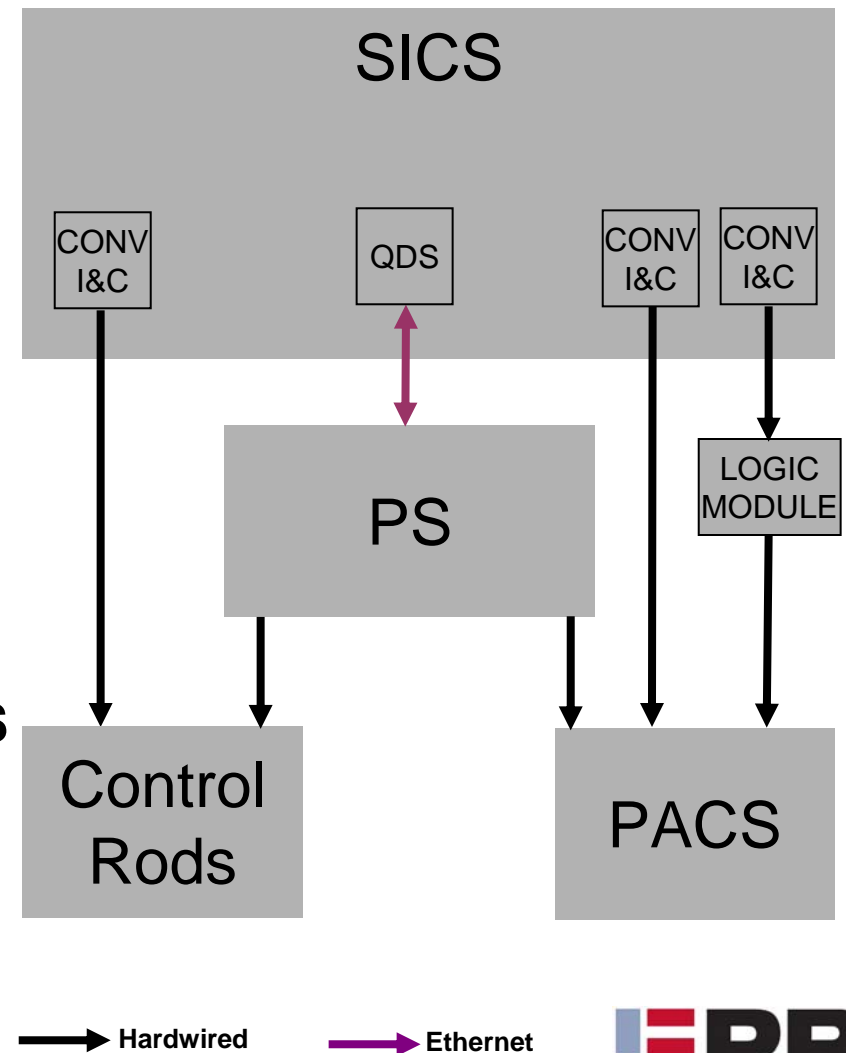 SICS
CONV
I&C
QDS
CONV
I&C
CONV
I&C
LOGIC
MODULE
PS
s
Control
Rods
PACS
Hardwired
Ethernet